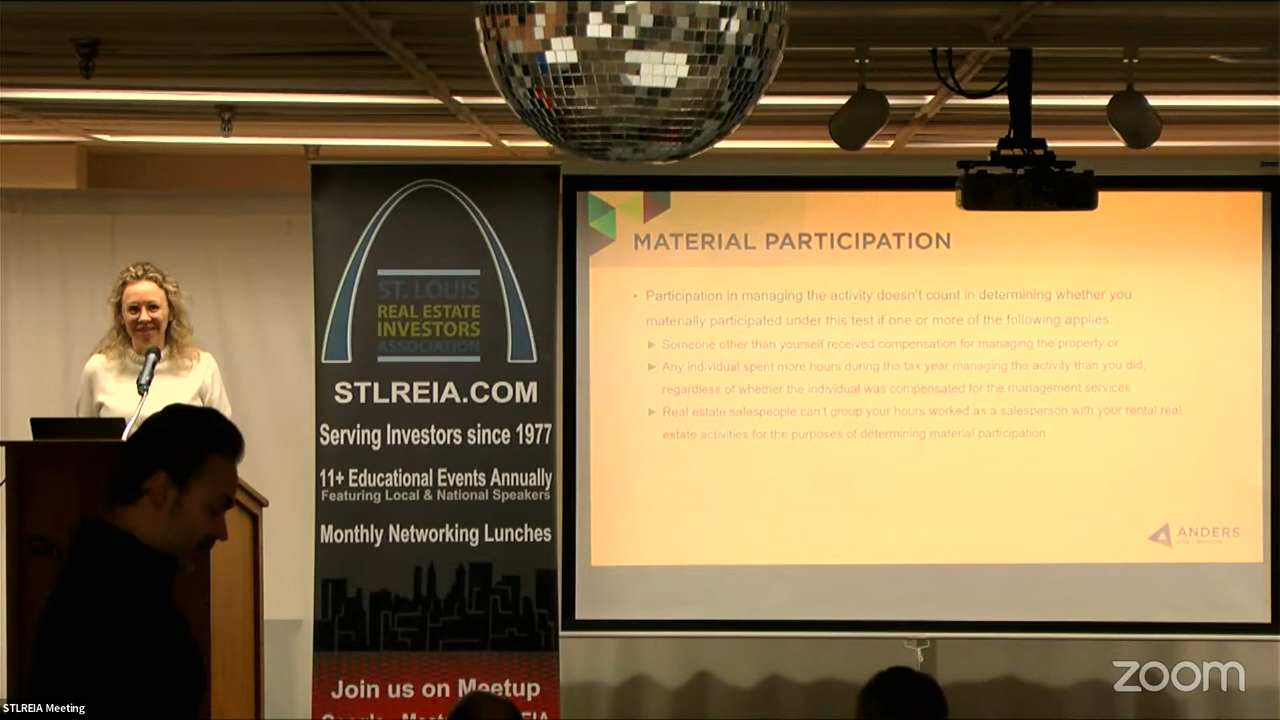 ST. LOUIS
REAL ESTATE
INVESTORS
ASSOCIATION
STLREIA.COM
Serving Investors since 1977
11+ Educational Events Annually
Featuring Local & National Speakers
Monthly Networking Lunches
Join us on Meetup
MATERIAL PARTICIPATION
• Participation in managing the activity doesn't count in determining whether you
materially participated under this test if one or more of the following applies:
Someone other than yourself received compensation for managing the property or
Any individual spent more hours during the tax year managing the activity than you did,
regardless of whether the individual was compensated for the management services
Real estate salespeople can't group your hours worked as a salesperson with your rental real
estate activities for the purposes of determining material participation
ANDERS
zoom
STLREIA Meeting